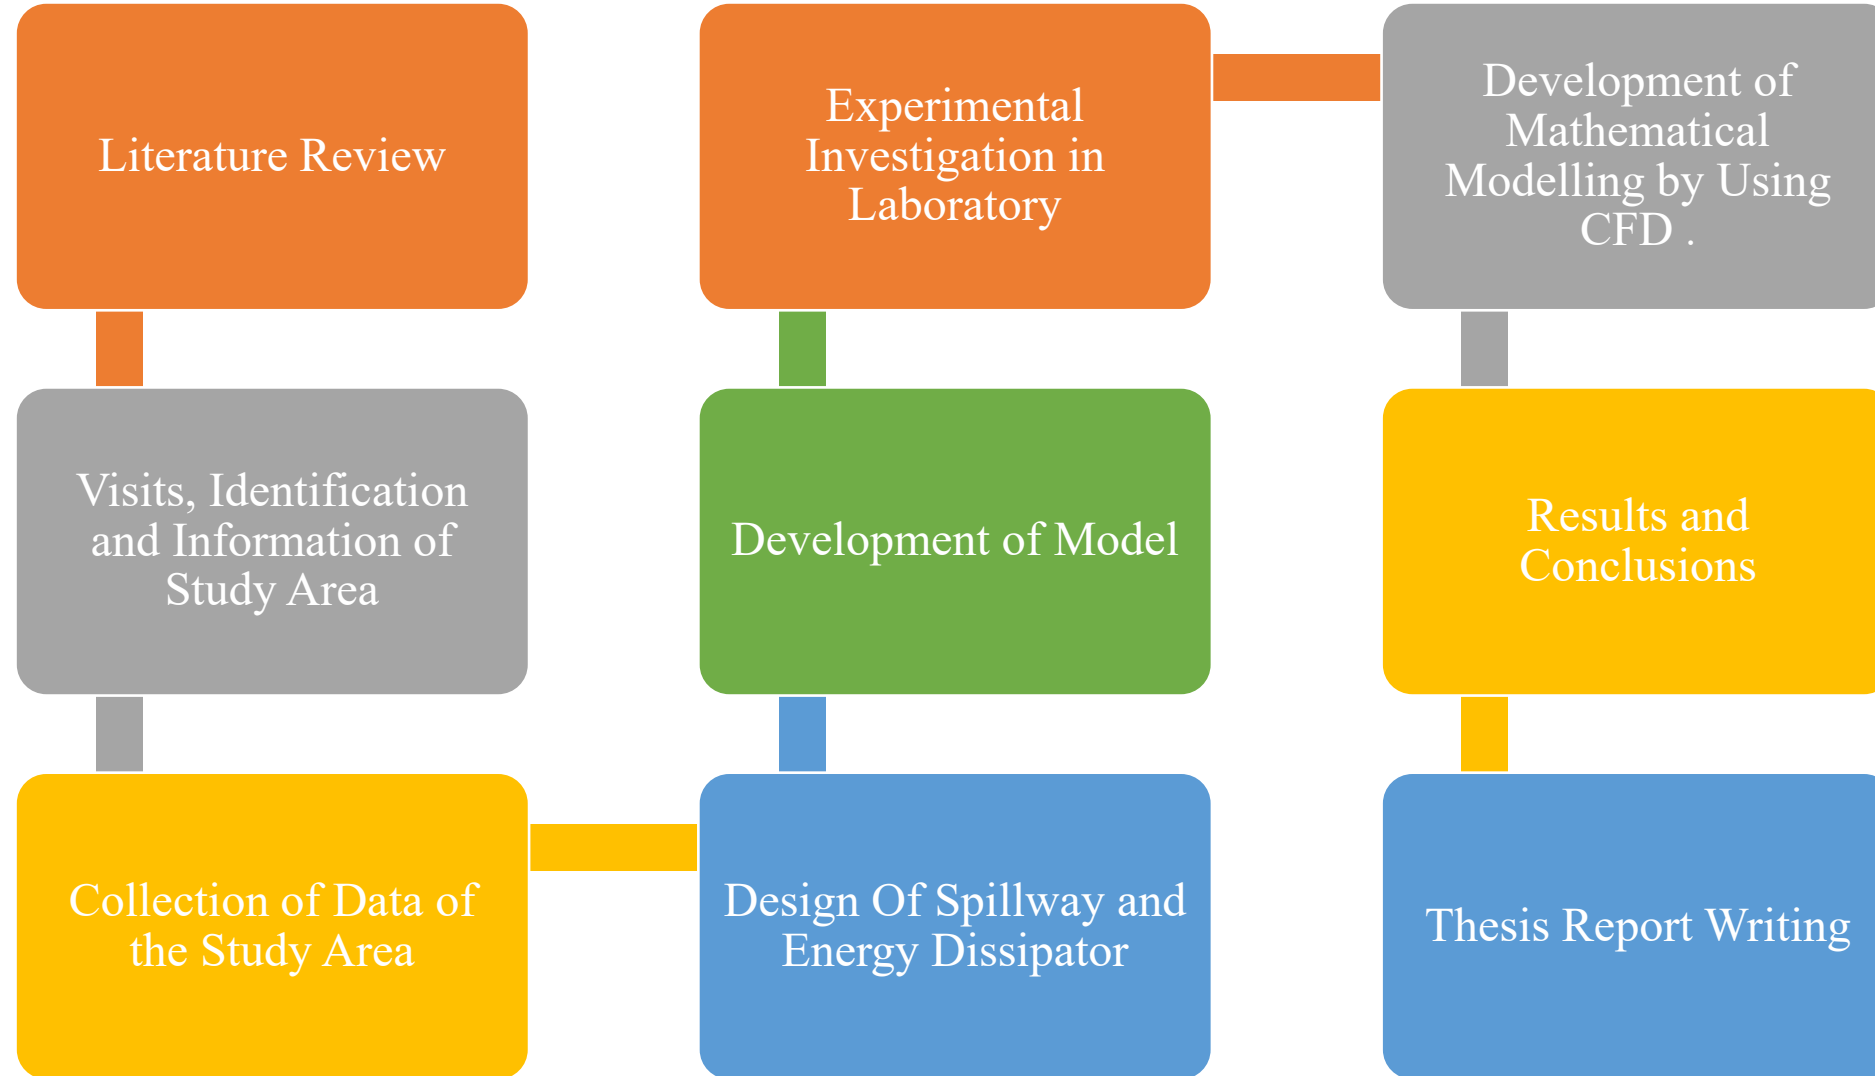 Literature Review
Visits, Identification
and Information of
Study Area
Collection of Data of
the Study Area
Design Of Spillway and
Energy Dissipator
Development of Model
Experimental
Investigation in
Laboratory
Development of
Mathematical
Modelling by Using
CFD .
Results and
Conclusions
Thesis Report Writing